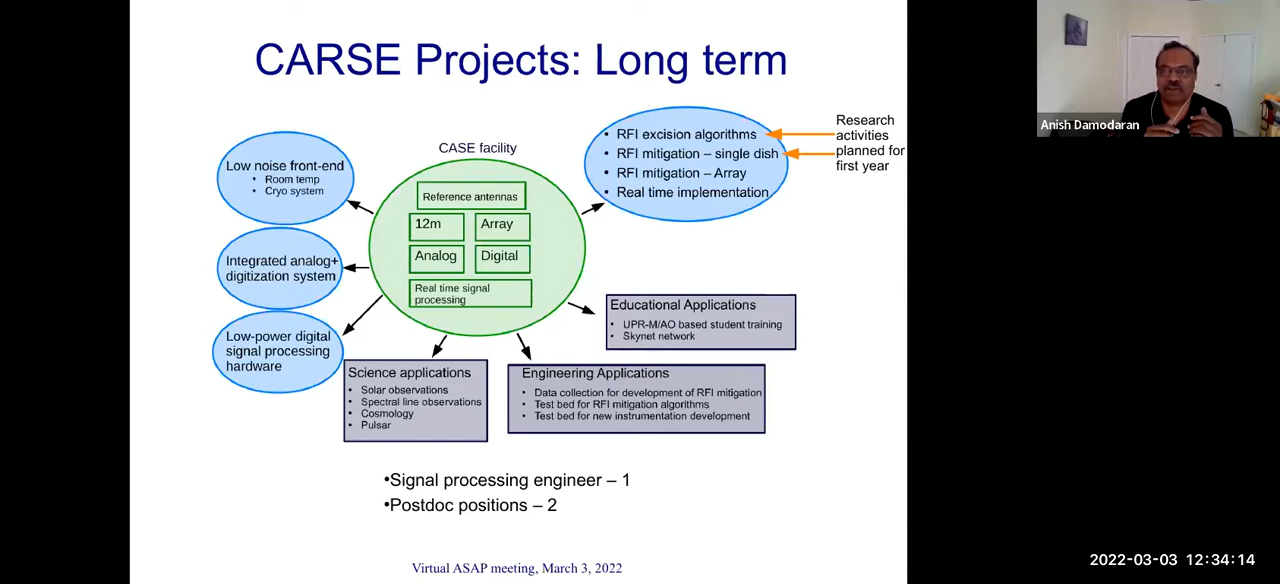 CARSE Projects: Long term
CASE facility
Low noise front-end
• Room temp
• Cryo system
Integrated analog+
digitization system
Low-power digital
signal processing
hardware
Reference antennas
12m
Array
Analog
Digital
Real time signal
processing
• RFI excision algorithms
• RFI mitigation – single dish
• RFI mitigation – Array
• Real time implementation
Research
activities
planned for
first year
Educational Applications
• UPR-M/AO based student training
• Skynet network
Science applications
• Solar observations
• Spectral line observations
• Cosmology
• Pulsar
Engineering Applications
• Data collection for development of RFI mitigation
• Test bed for RFI mitigation algorithms
• Test bed for new instrumentation development
•Signal processing engineer – 1
•Postdoc positions – 2
Virtual ASAP meeting, March 3, 2022
Anish Damodaran
2022-03-03 12:34:14